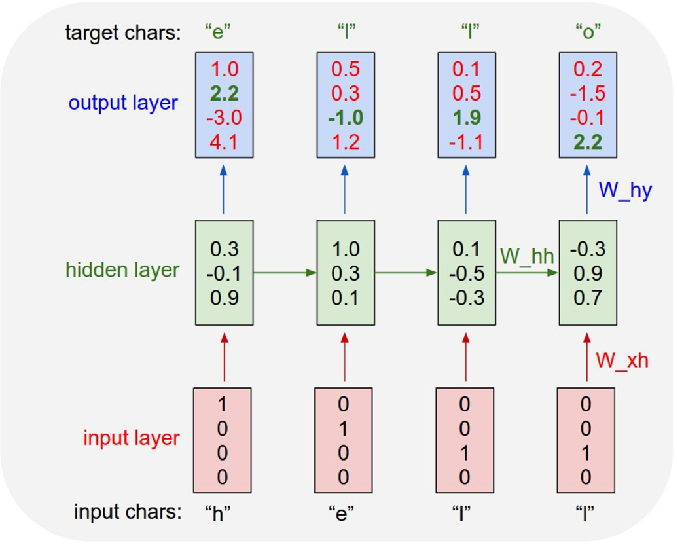 target chars: “e” “l” “l” “o”
output layer
1.0 0.5 0.1 0.2
2.2 0.3 0.5 -1.5
-3.0 -1.0 1.9 -0.1
4.1 1.2 -1.1 2.2
W_hy
hidden layer
0.3 1.0 0.1 -0.3
-0.1 0.3 -0.5 0.9
0.9 0.1 -0.3 0.7
W_hh
W_xh
input layer
1 0 0 0
0 1 0 0
0 0 1 1
0 0 0 0
input chars: “h” “e” “l” “l”